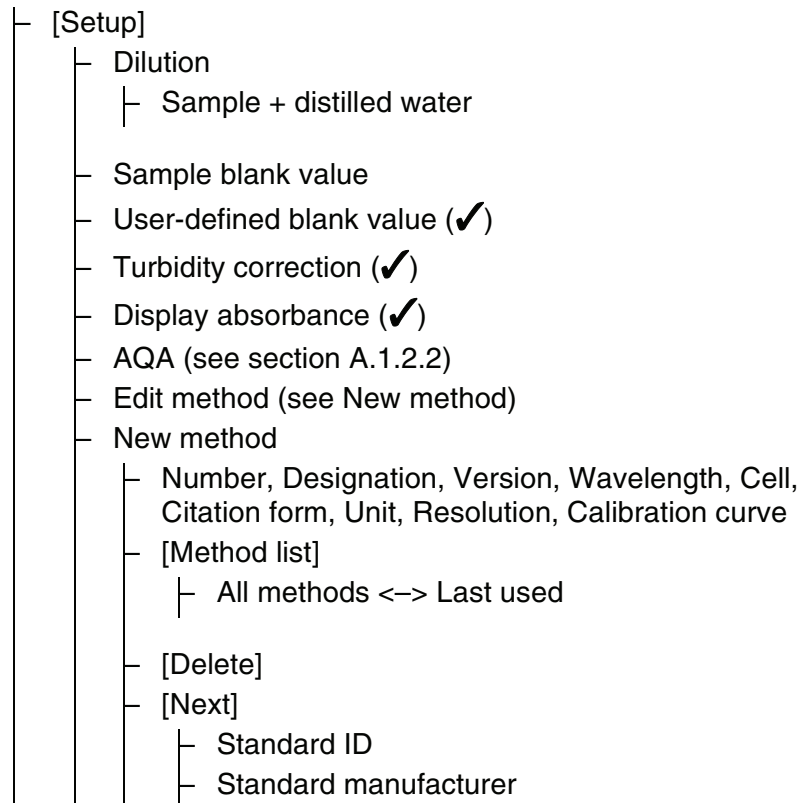 [Setup]
Dilution
Sample + distilled water
Sample blank value
User-defined blank value (✓)
Turbidity correction (✓)
Display absorbance (✓)
AQA (see section A.1.2.2)
Edit method (see New method)
New method
Number, Designation, Version, Wavelength, Cell,
Citation form, Unit, Resolution, Calibration curve
[Method list]
All methods <–> Last used
[Delete]
[Next]
Standard ID
Standard manufacturer